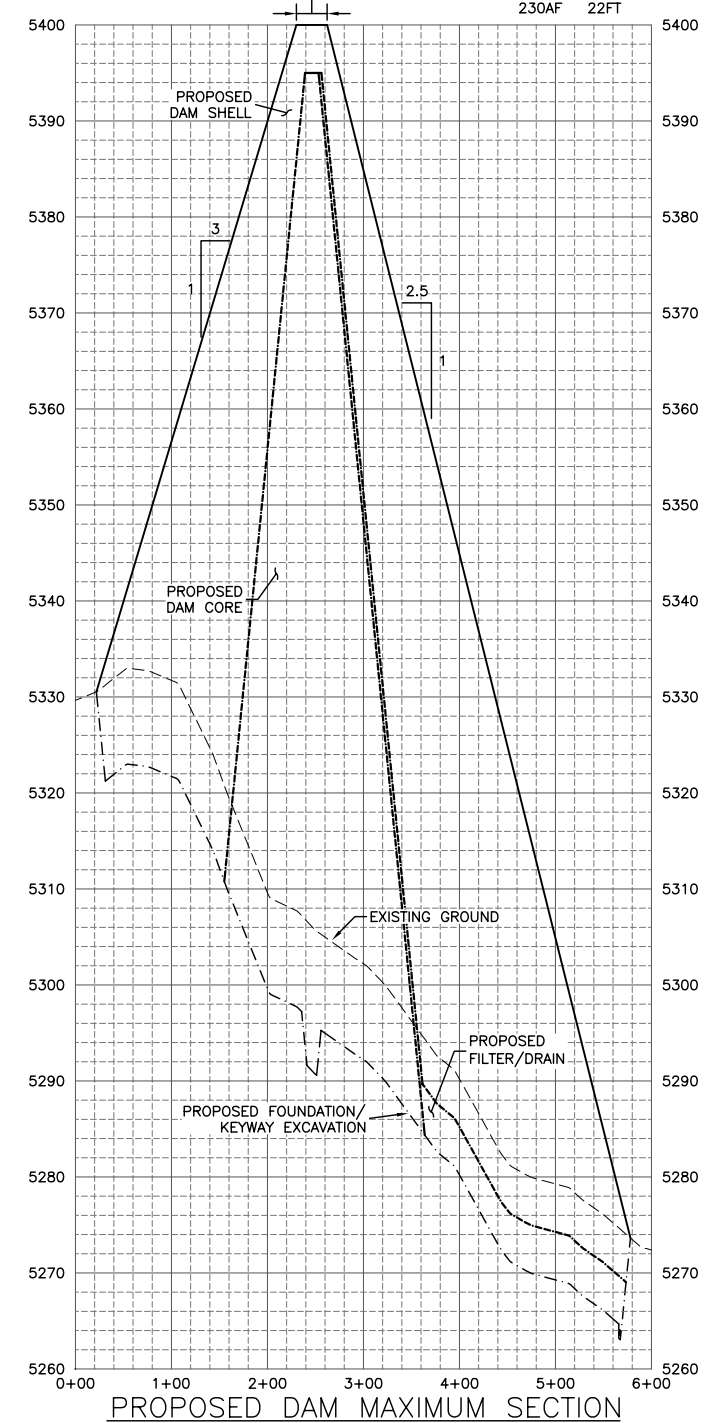 230AF 22FT
5400 5400
PROPOSED
DAM SHELL
5390 5390
5380 5380
3
1
2.5
5370 5370
1
5360 5360
5350 5350
5340 5340
PROPOSED
DAM CORE
5330 5330
5320 5320
5310 5310
EXISTING GROUND
5300 5300
PROPOSED
FILTER/DRAIN
5290 5290
PROPOSED FOUNDATION/
KEYWAY EXCAVATION
5280 5280
5270 5270
5260 5260
0+00 1+00 2+00 3+00 4+00 5+00 6+00
PROPOSED DAM MAXIMUM SECTION